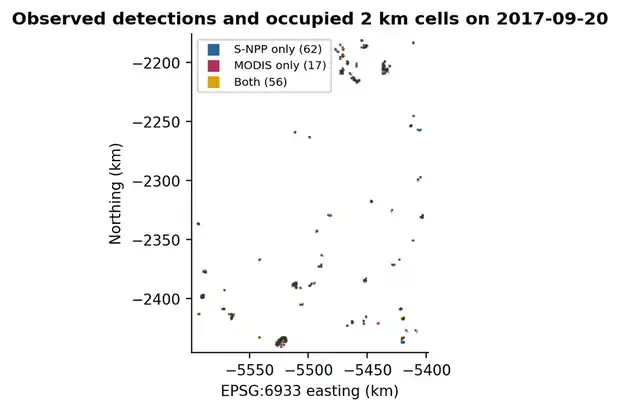 Observed detections and occupied 2 km cells on 2017-09-20
S-NPP only (62)
MODIS only (17)
Both (56)
−2200
−2250
−2300
−2350
−2400
Northing (km)
−5550 −5500 −5450 −5400
EPSG:6933 easting (km)